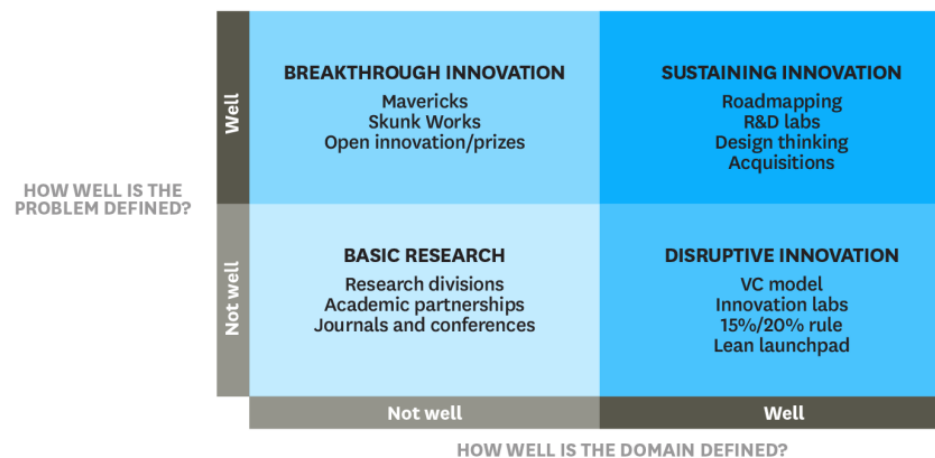 BREAKTHROUGH INNOVATION
Mavericks
Skunk Works
Open innovation/prizes
SUSTAINING INNOVATION
Roadmapping
R&D labs
Design thinking
Acquisitions
Well
HOW WELL IS THE
PROBLEM DEFINED?
Not well
BASIC RESEARCH
Research divisions
Academic partnerships
Journals and conferences
DISRUPTIVE INNOVATION
VC model
Innovation labs
15%/20% rule
Lean launchpad
Not well
Well
HOW WELL IS THE DOMAIN DEFINED?